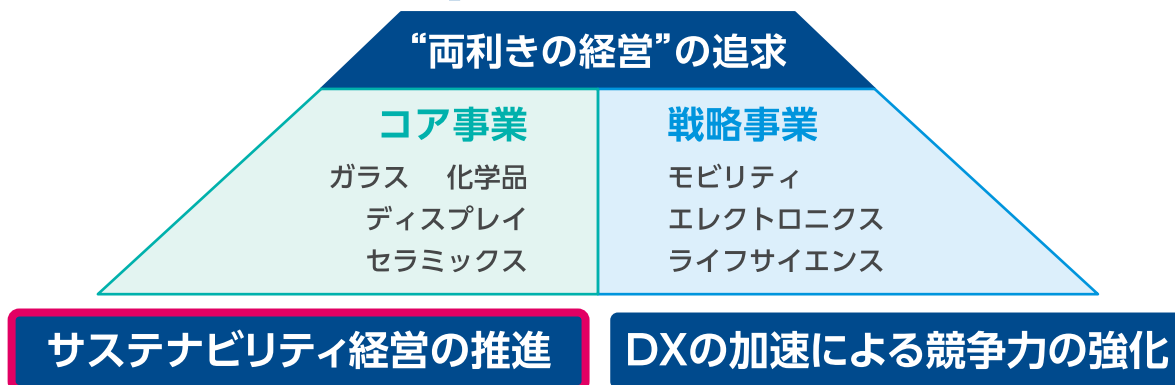 “両利きの経営”の追求
コア事業
ガラス 化学品
ディスプレイ
セラミックス
戦略事業
モビリティ
エレクトロニクス
ライフサイエンス
サステナビリティ経営の推進
DXの加速による競争力の強化